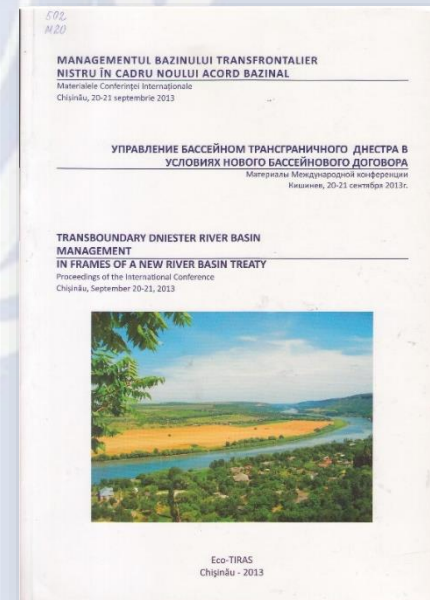 502
M20
MANAGEMENTUL BAZINULUI TRANSFRONTALIER
NISTRU ÎN CADRU NOULUI ACORD BAZINAL
Materialele Conferinței Internaționale
Chișinău, 20-21 septembrie 2013
УПРАВЛЕНИЕ БАССЕЙНОМ ТРАНСГРАНИЧНОГО ДНЕСТРА В
УСЛОВИЯХ НОВОГО БАССЕЙНОВОГО ДОГОВОРА
Материалы Международной конференции
Кишинев, 20-21 сентября 2013г.
TRANSBOUNDARY DNIESTER RIVER BASIN
MANAGEMENT
IN FRAMES OF A NEW RIVER BASIN TREATY
Proceedings of the International Conference
Chișinău, September 20-21, 2013
Eco-TIRAS
Chișinău - 2013